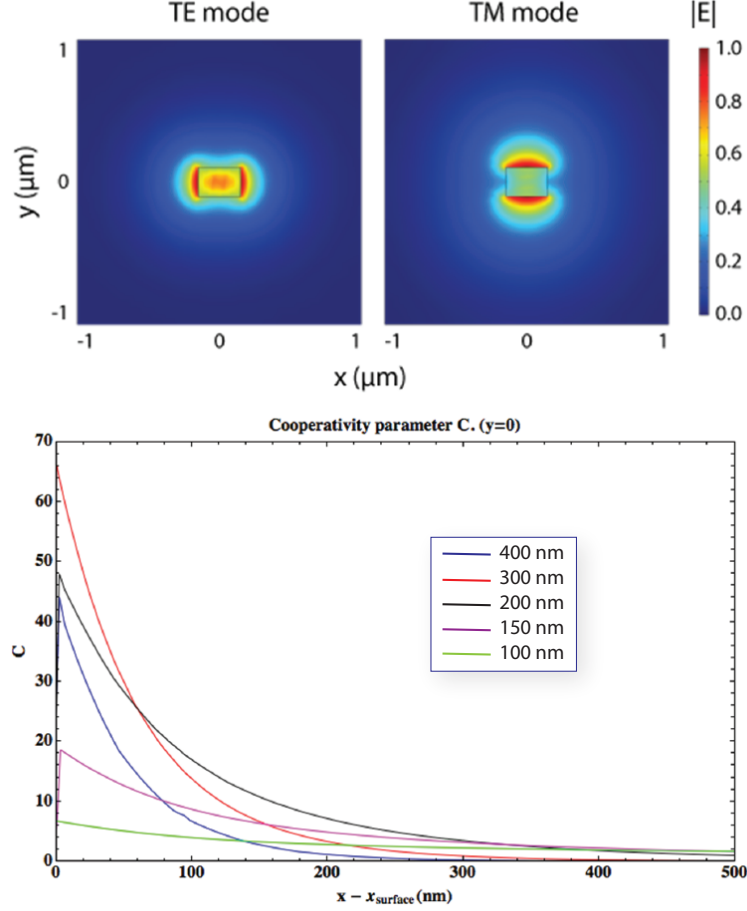 TE mode TM mode |E|
1 1.0
0.8
y (μm) 0 0.6
0.4
0.2
-1 0.0
-1 0 1 -1 0 1
x (μm)
Cooperativity parameter C. (y=0)
70
60
50
400 nm
300 nm
200 nm
150 nm
100 nm
40
C
30
20
10
0
0 100 200 300 400 500
x − xsurface (nm)